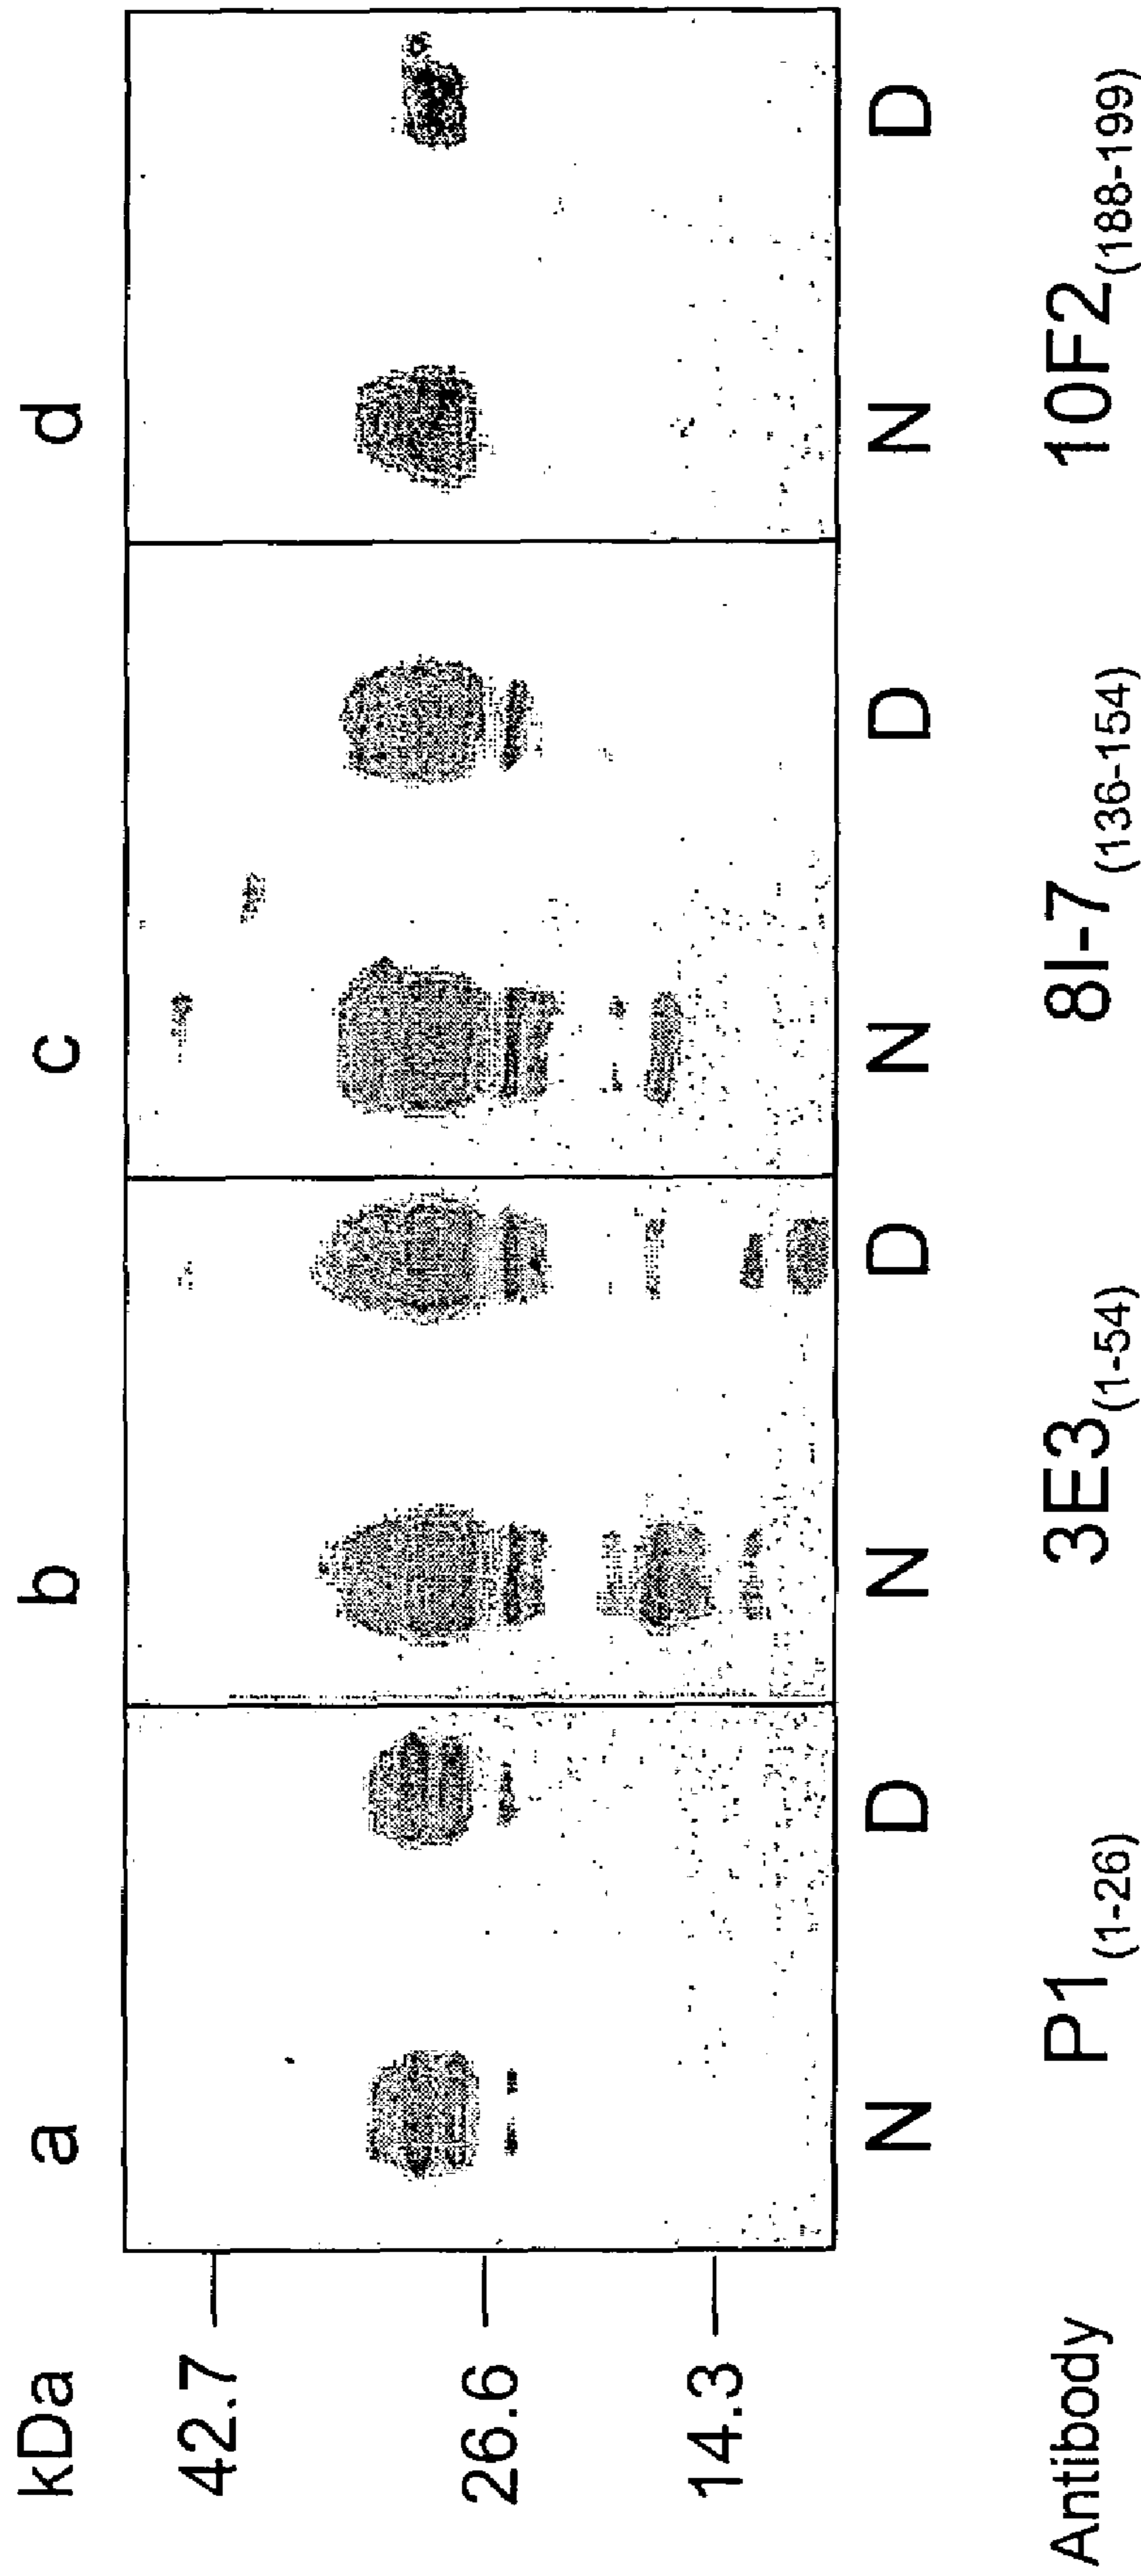 kDa a b c d
42.7
26.6
14.3
N D N D N D N D
Antibody P1(1-26) 3E3(1-54) 8I-7 (136-154) 10F2(188-199)